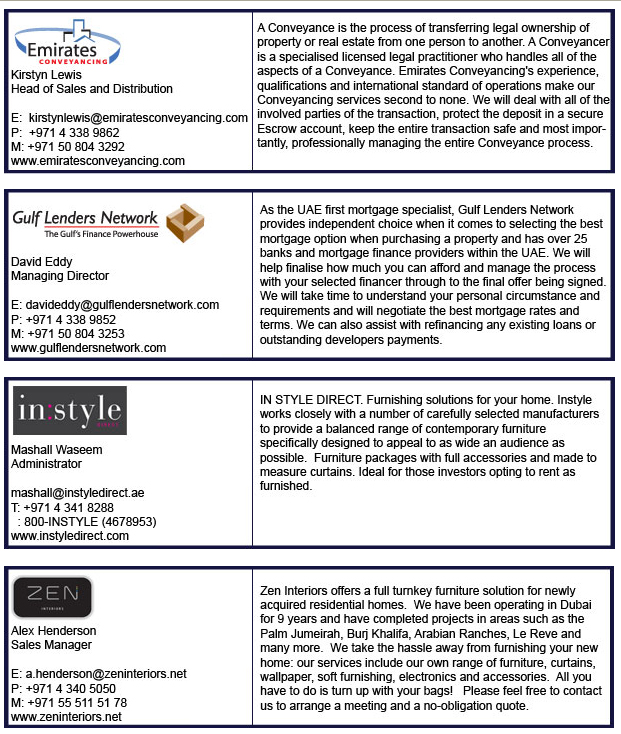 Emirates
CONVEYANCING
Kirstyn Lewis
Head of Sales and Distribution
E:  kirstynlewis@emiratesconveyancing.com
P:  +971 4 338 9862
M: +971 50 804 3292
www.emiratesconveyancing.com
A Conveyance is the process of transferring legal ownership of
property or real estate from one person to another. A Conveyancer
is a specialised licensed legal practitioner who handles all of the
aspects of a Conveyance. Emirates Conveyancing's experience,
qualifications and international standard of operations make our
Conveyancing services second to none. We will deal with all of the
involved parties of the transaction, protect the deposit in a secure
Escrow account, keep the entire transaction safe and most impor-
tantly, professionally managing the entire Conveyance process.
Gulf Lenders Network
The Gulf's Finance Powerhouse
David Eddy
Managing Director
E: davideddy@gulflendersnetwork.com
P: +971 4 338 9852
M: +971 50 804 3253
www.gulflendersnetwork.com
As the UAE first mortgage specialist, Gulf Lenders Network
provides independent choice when it comes to selecting the best
mortgage option when purchasing a property and has over 25
banks and mortgage finance providers within the UAE. We will
help finalise how much you can afford and manage the process
with your selected financer through to the final offer being signed.
We will take time to understand your personal circumstance and
requirements and will negotiate the best mortgage rates and
terms. We can also assist with refinancing any existing loans or
outstanding developers payments.
in:style
DIRECT
Mashall Waseem
Administrator
mashall@instyledirect.ae
T: +971 4 341 8288
: 800-INSTYLE (4678953)
www.instyledirect.com
IN STYLE DIRECT. Furnishing solutions for your home. Instyle
works closely with a number of carefully selected manufacturers
to provide a balanced range of contemporary furniture
specifically designed to appeal to as wide an audience as
possible.  Furniture packages with full accessories and made to
measure curtains. Ideal for those investors opting to rent as
furnished.
ZEN
INTERIORS
Alex Henderson
Sales Manager
E: a.henderson@zeninteriors.net
P: +971 4 340 5050
M: +971 55 511 51 78
www.zeninteriors.net
Zen Interiors offers a full turnkey furniture solution for newly
acquired residential homes.  We have been operating in Dubai
for 9 years and have completed projects in areas such as the
Palm Jumeirah, Burj Khalifa, Arabian Ranches, Le Reve and
many more.  We take the hassle away from furnishing your new
home: our services include our own range of furniture, curtains,
wallpaper, soft furnishing, electronics and accessories.  All you
have to do is turn up with your bags!   Please feel free to contact
us to arrange a meeting and a no-obligation quote.